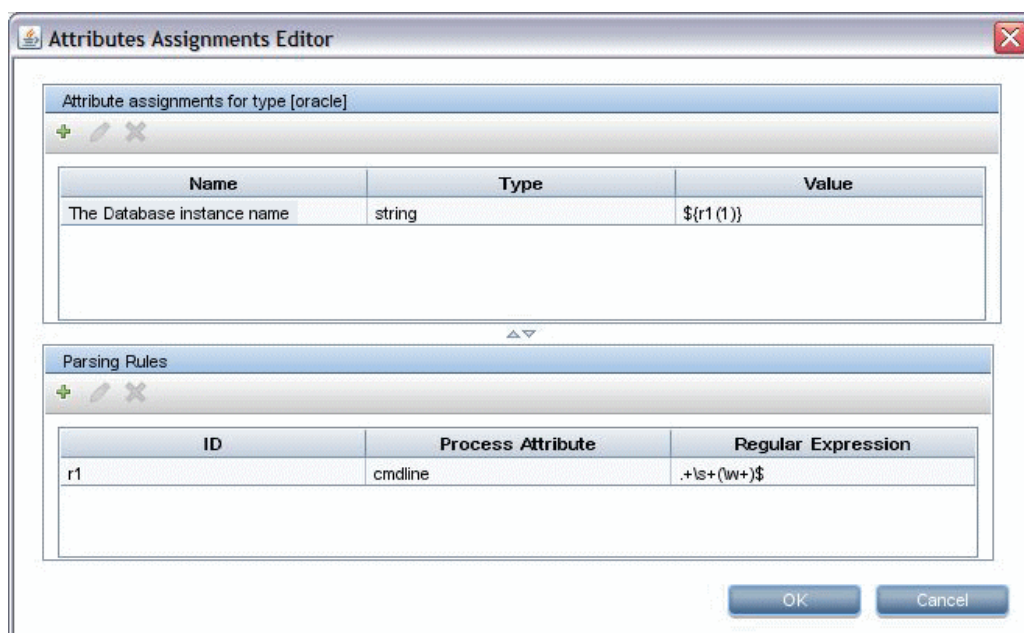 Attributes Assignments Editor
Attribute assignments for type [oracle]
Name Type Value
The Database instance name string ${r1(1)}
Parsing Rules
ID Process Attribute Regular Expression
r1 cmdline .+\s+(\w+)$
OK Cancel